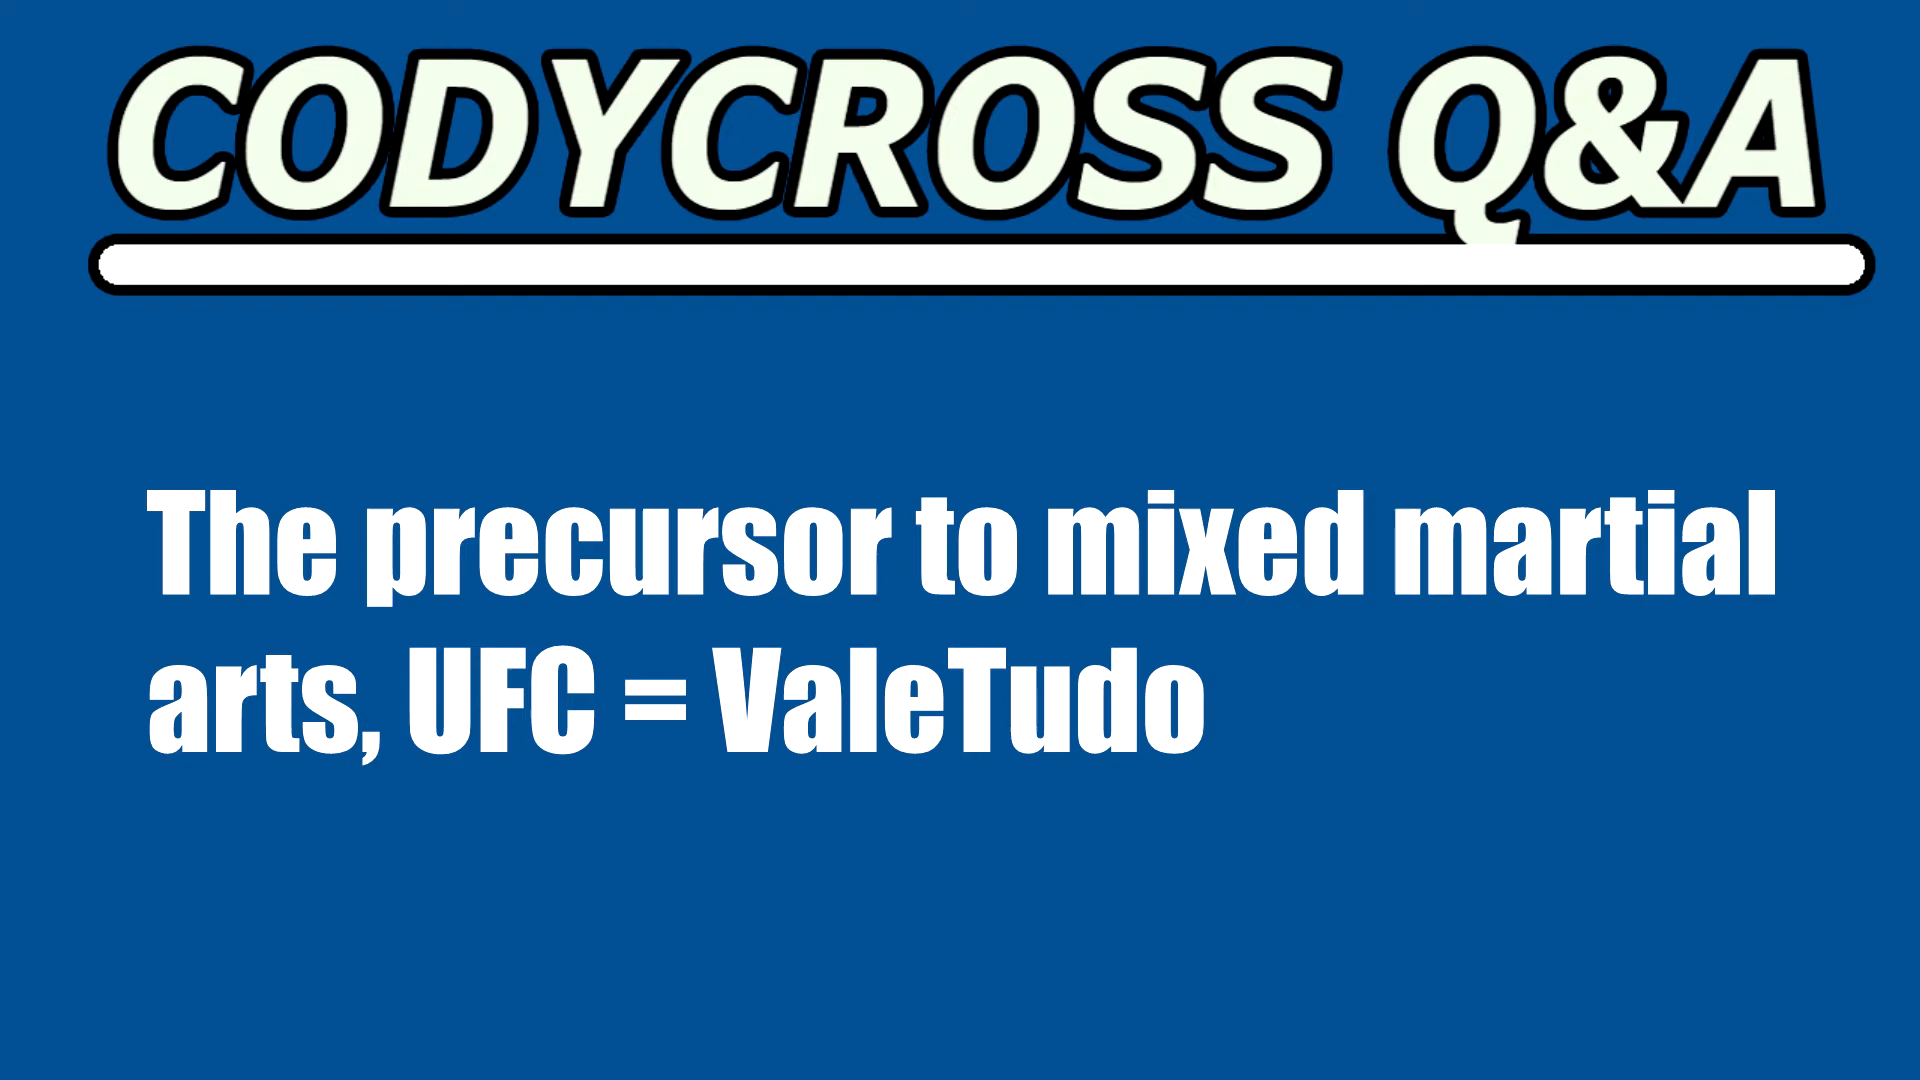 CODYCROSS Q&A
The precursor to mixed martial
arts, UFC = ValeTudo